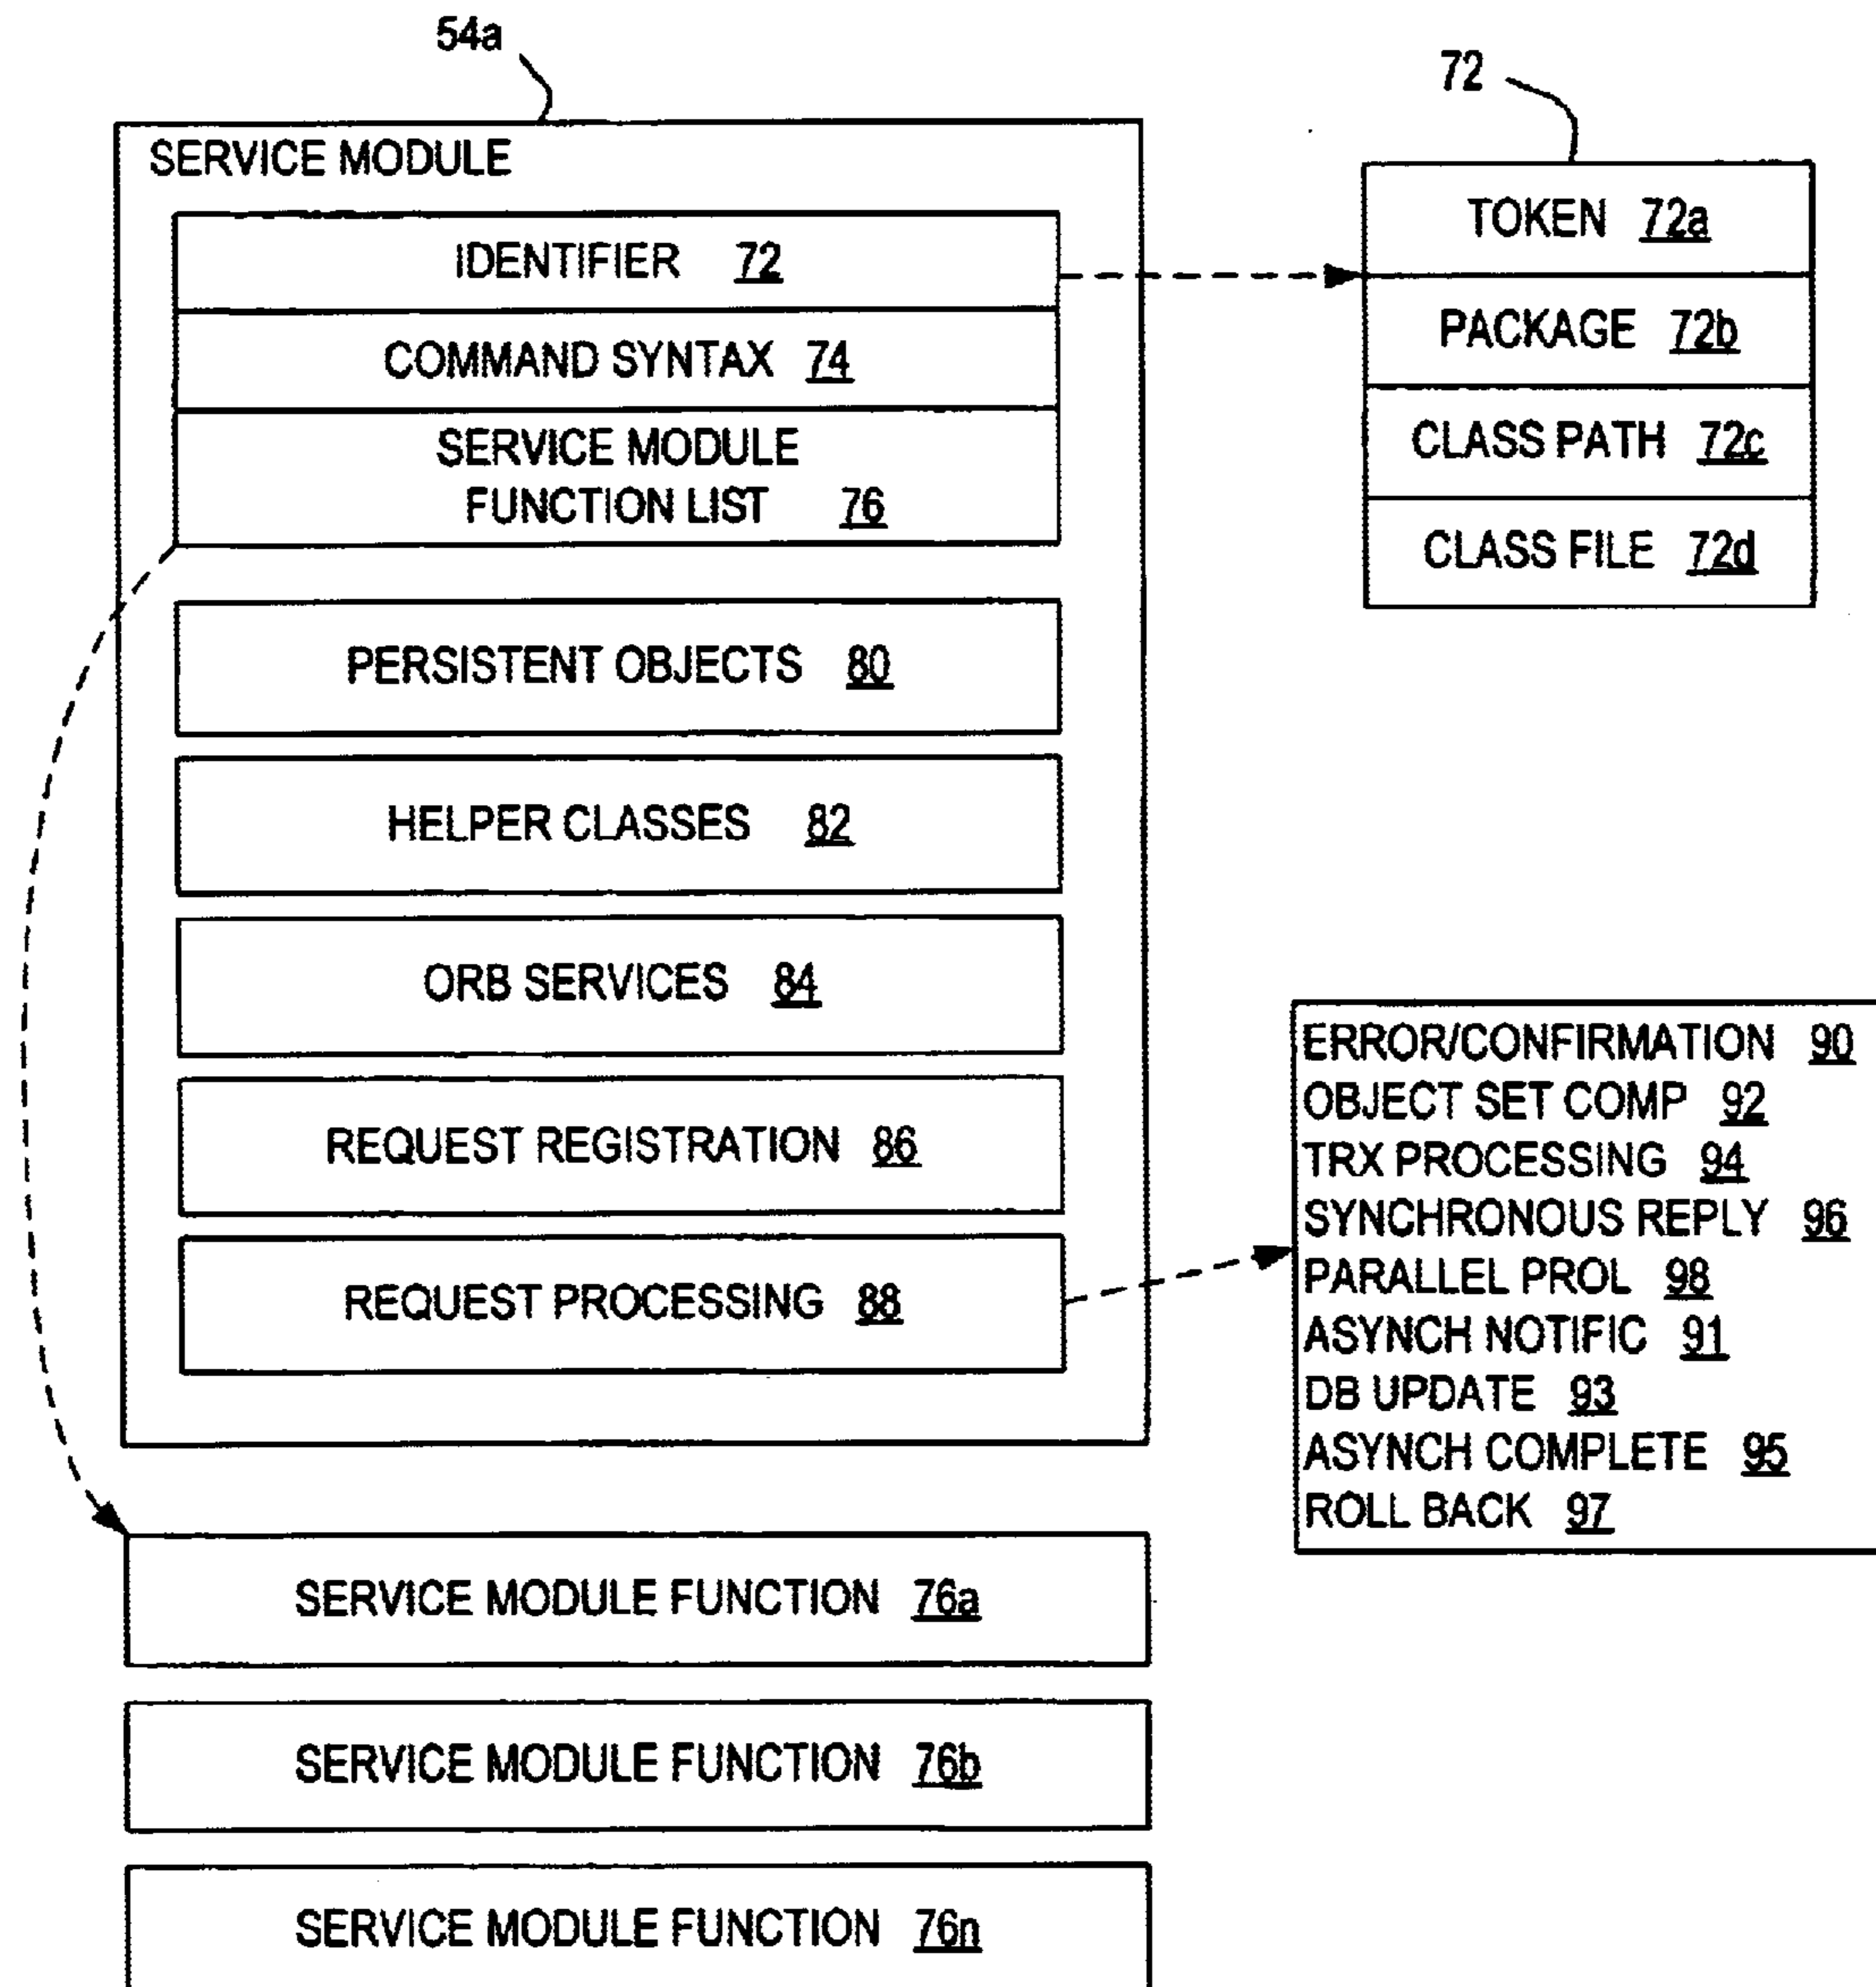 54a
SERVICE MODULE
IDENTIFIER 72
COMMAND SYNTAX 74
SERVICE MODULE
FUNCTION LIST 76
PERSISTENT OBJECTS 80
HELPER CLASSES 82
ORB SERVICES 84
REQUEST REGISTRATION 86
REQUEST PROCESSING 88
72
TOKEN 72a
PACKAGE 72b
CLASS PATH 72c
CLASS FILE 72d
ERROR/CONFIRMATION 90
OBJECT SET COMP 92
TRX PROCESSING 94
SYNCHRONOUS REPLY 96
PARALLEL PROL 98
ASYNCH NOTIFIC 91
DB UPDATE 93
ASYNCH COMPLETE 95
ROLL BACK 97
SERVICE MODULE FUNCTION 76a
SERVICE MODULE FUNCTION 76b
SERVICE MODULE FUNCTION 76n